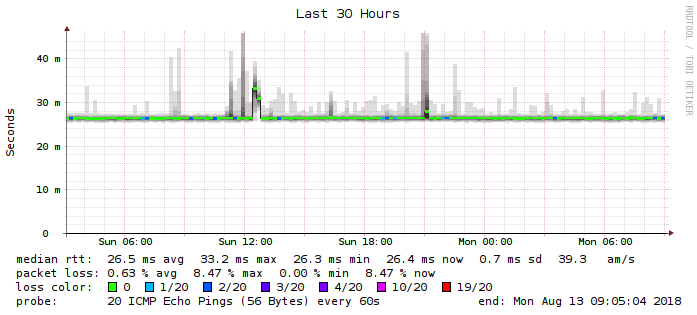 Last 30 Hours
RRDTOOL / TOBI OETIKER
Seconds
40 m
30 m
20 m
10 m
0
Sun 06:00 Sun 12:00 Sun 18:00 Mon 00:00 Mon 06:00
median rtt: 26.5 ms avg 33.2 ms max 26.3 ms min 26.4 ms now 0.7 ms sd 39.3 am/s
packet loss: 0.63 % avg 8.47 % max 0.00 % min 8.47 % now
loss color: 0 1/20 2/20 3/20 4/20 10/20 19/20
probe: 20 ICMP Echo Pings (56 Bytes) every 60s end: Mon Aug 13 09:05:04 2018